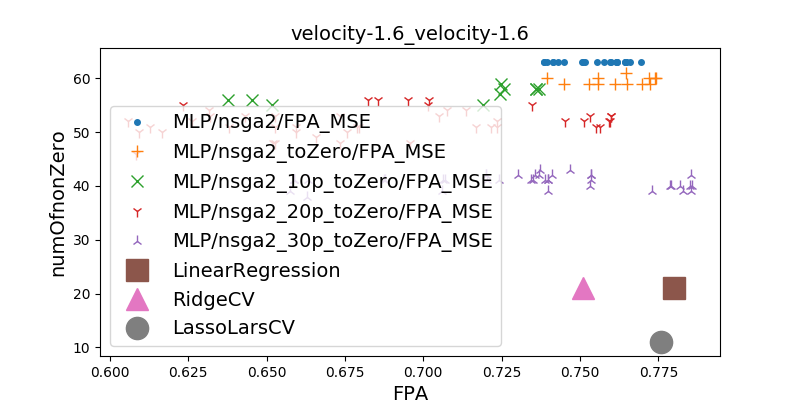 velocity-1.6_velocity-1.6
numOfnonZero
60
50
40
30
20
10
MLP/nsga2/FPA_MSE
MLP/nsga2_toZero/FPA_MSE
MLP/nsga2_10p_toZero/FPA_MSE
MLP/nsga2_20p_toZero/FPA_MSE
MLP/nsga2_30p_toZero/FPA_MSE
LinearRegression
RidgeCV
LassoLarsCV
0.600 0.625 0.650 0.675 0.700 0.725 0.750 0.775
FPA